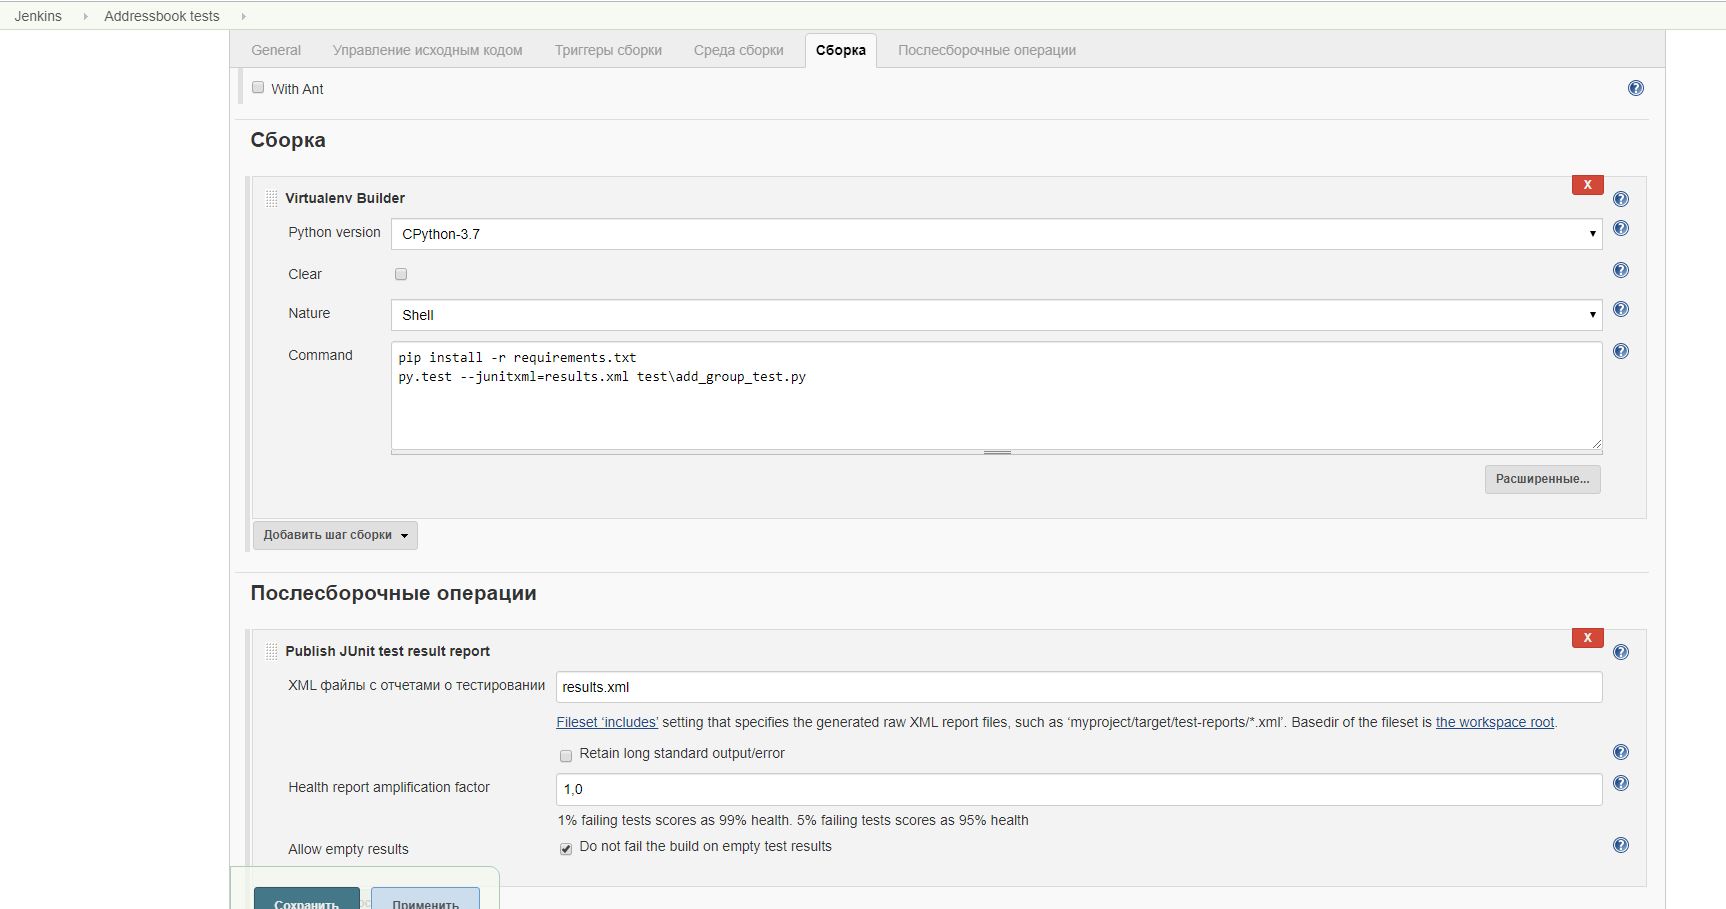 Jenkins Addressbook tests
General Управление исходным кодом Триггеры сборки Среда сборки Сборка Послесборочные операции
With Ant
Сборка
X
Virtualenv Builder
Python version CPython-3.7
Clear
Nature Shell
Command pip install -r requirements.txt
py.test --junitxml=results.xml test\add_group_test.py
Расширенные...
Добавить шаг сборки
Послесборочные операции
X
Publish JUnit test result report
XML файлы с отчетами о тестировании results.xml
Fileset ‘includes’ setting that specifies the generated raw XML report files, such as ‘myproject/target/test-reports/*.xml’. Basedir of the fileset is the workspace root.
Retain long standard output/error
Health report amplification factor 1,0
1% failing tests scores as 99% health. 5% failing tests scores as 95% health
Allow empty results Do not fail the build on empty test results
Сохранить Применить